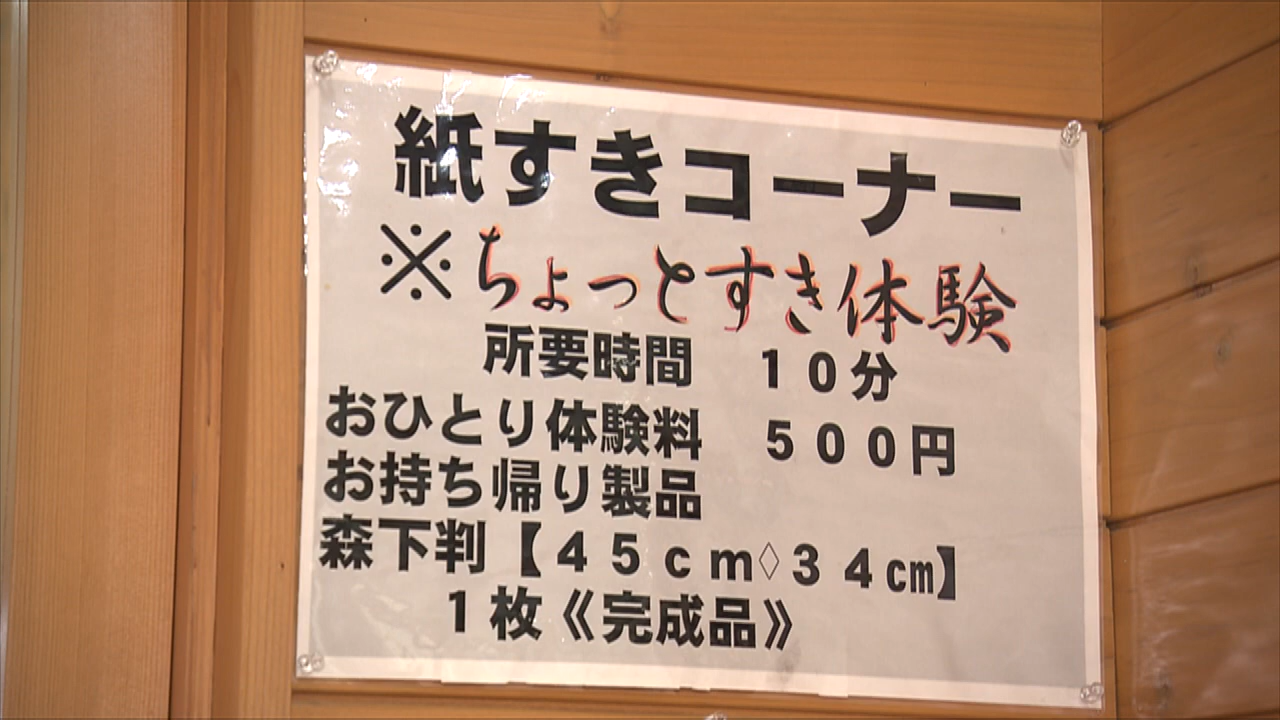 紙すきコーナー
※ちょっとすき体験
所要時間　１０分
おひとり体験料　５００円
お持ち帰り製品
森下判【４５ｃｍ◇３４㎝】
１枚《完成品》